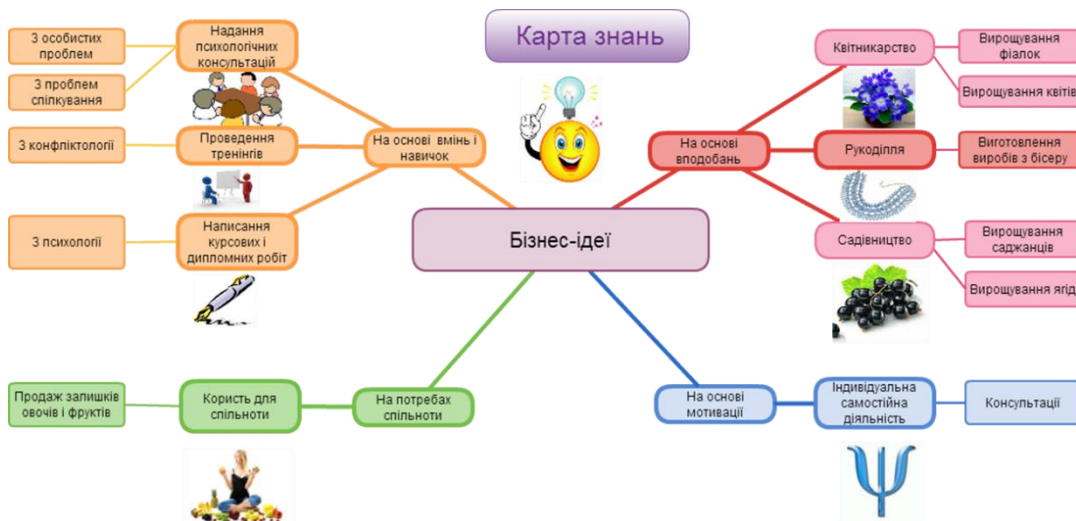 Карта знань
З особистих
проблем
З проблем
спілкування
Надання
психологічних
консультацій
З конфліктології
Проведення
тренінгів
З психології
Написання
курсових і
дипломних робіт
На основі вмінь і
навичок
Квітникарство
Вирощування
фіалок
Вирощування квітів
На основі
вподобань
Рукоділля
Виготовлення
виробів з бісеру
Садівництво
Вирощування
саджанців
Вирощування ягід
Бізнес-ідеї
Продаж залишків
овочів і фруктів
Користь для
спільноти
На потребах
спільноти
На основі
мотивації
Індивідуальна
самостійна
діяльність
Консультації